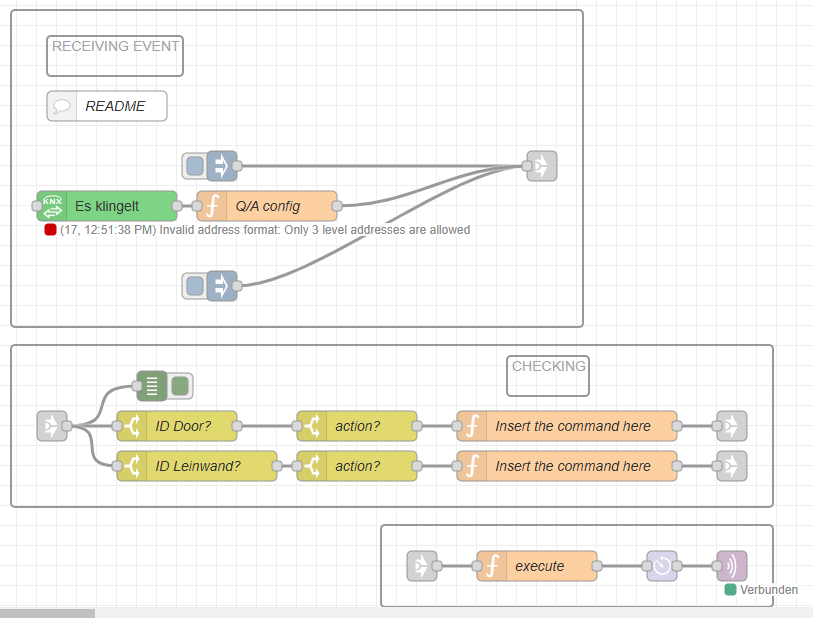 RECEIVING EVENT
README
KNX Es klingelt
Q/A config
(17, 12:51:38 PM) Invalid address format: Only 3 level addresses are allowed
CHECKING
ID Door?
action?
Insert the command here
ID Leinwand?
action?
Insert the command here
execute
Verbunden